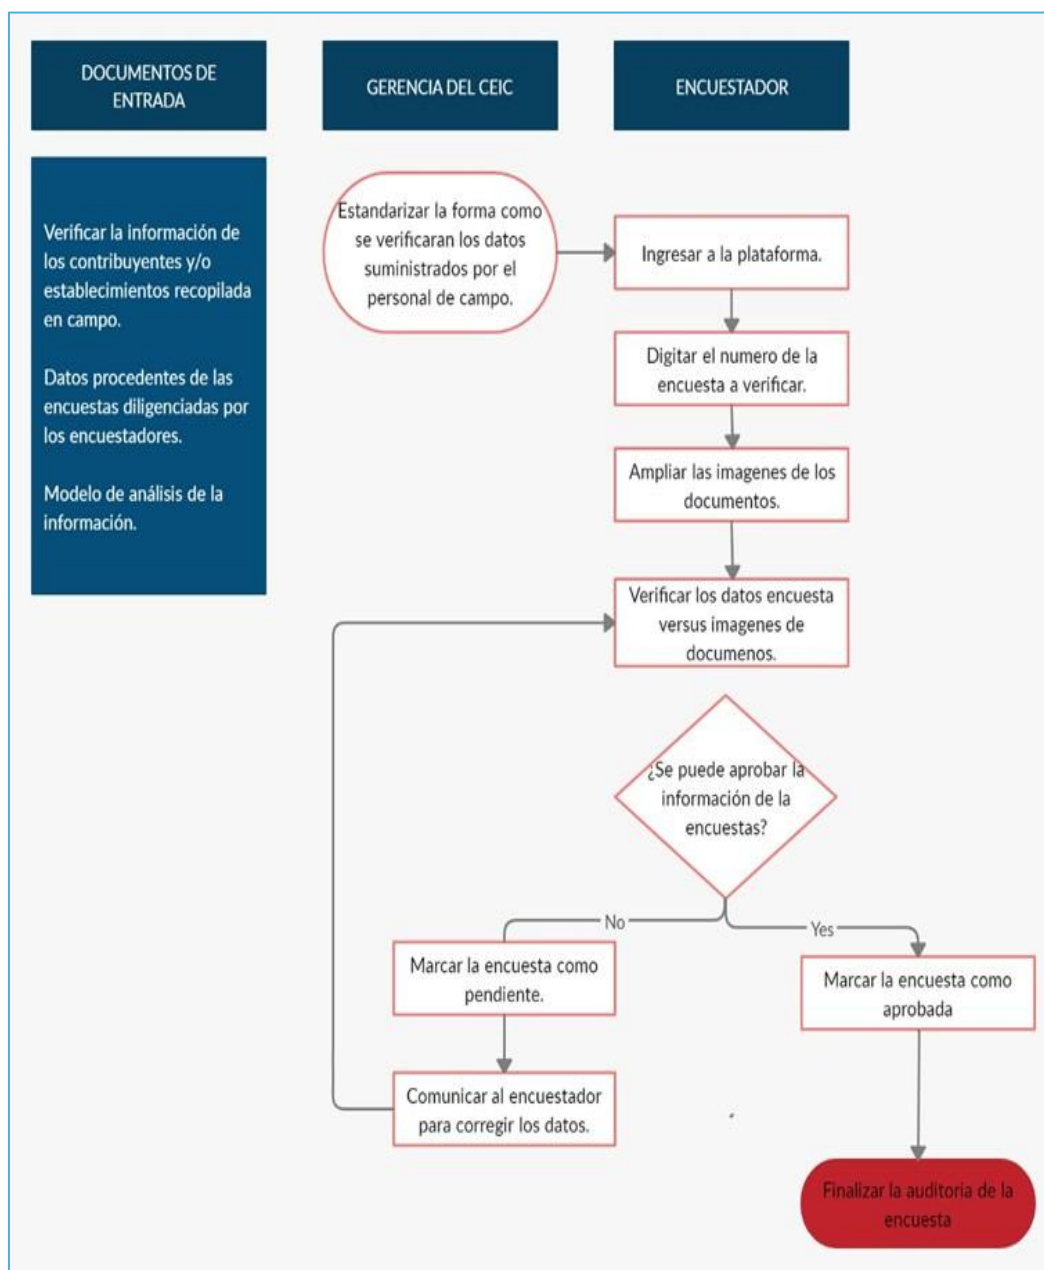 DOCUMENTOS DE
ENTRADA
GERENCIA DEL CEIC
ENCUESTADOR
Verificar la información de
los contribuyentes y/o
establecimientos recopilada
en campo.
Datos procedentes de las
encuestas diligenciadas por
los encuestadores.
Modelo de análisis de la
información.
Estandarizar la forma como
se verificaran los datos
suministrados por el
personal de campo.
Ingresar a la plataforma.
Digitar el numero de la
encuesta a verificar.
Ampliar las imagenes de los
documentos.
Verificar los datos encuesta
versus imagenes de
documenos.
¿Se puede aprobar la
información de la
encuestas?
No
Yes
Marcar la encuesta como
pendiente.
Marcar la encuesta como
aprobada
Comunicar al encuestador
para corregir los datos.
Finalizar la auditoria de la
encuesta